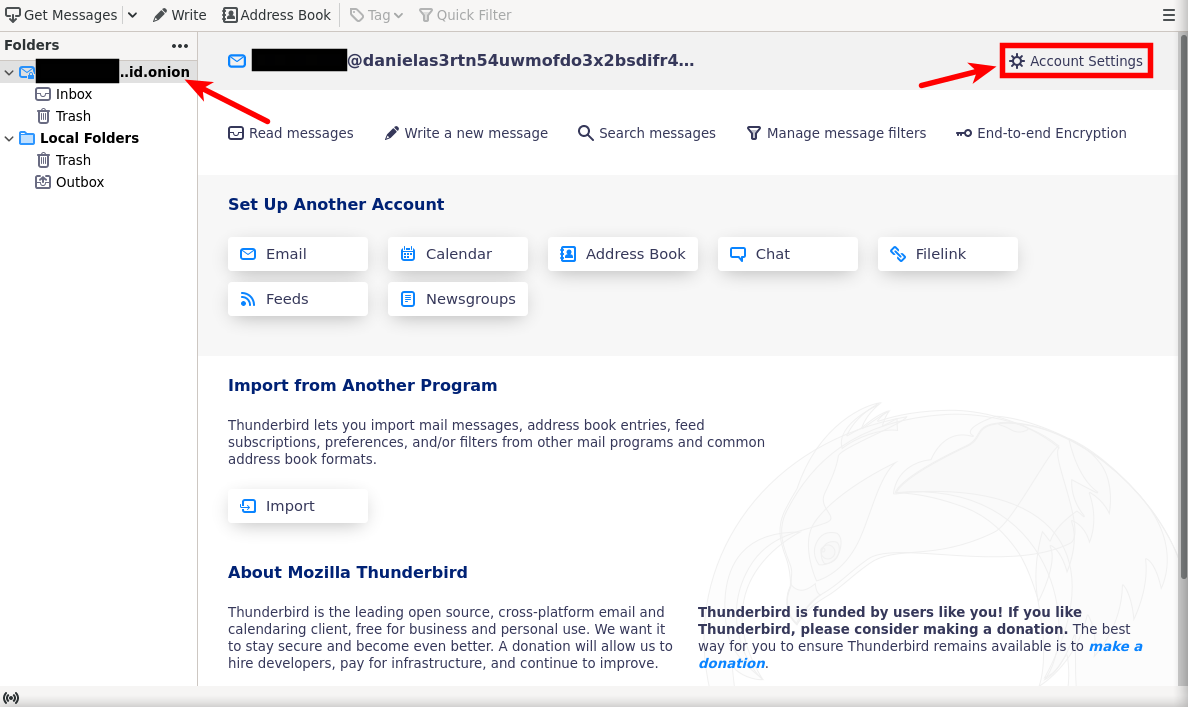 Get Messages Write Address Book Tag Quick Filter
Folders
..id.onion
Inbox
Trash
Local Folders
Trash
Outbox
@danielas3rtn54uwmofdo3x2bsdifr4...
Account Settings
Read messages Write a new message Search messages Manage message filters End-to-end Encryption
Set Up Another Account
Email Calendar Address Book Chat Filelink
Feeds Newsgroups
Import from Another Program
Thunderbird lets you import mail messages, address book entries, feed
subscriptions, preferences, and/or filters from other mail programs and common
address book formats.
Import
About Mozilla Thunderbird
Thunderbird is the leading open source, cross-platform email and
calendaring client, free for business and personal use. We want it
to stay secure and become even better. A donation will allow us to
hire developers, pay for infrastructure, and continue to improve.
Thunderbird is funded by users like you! If you like
Thunderbird, please consider making a donation. The best
way for you to ensure Thunderbird remains available is to make a
donation.